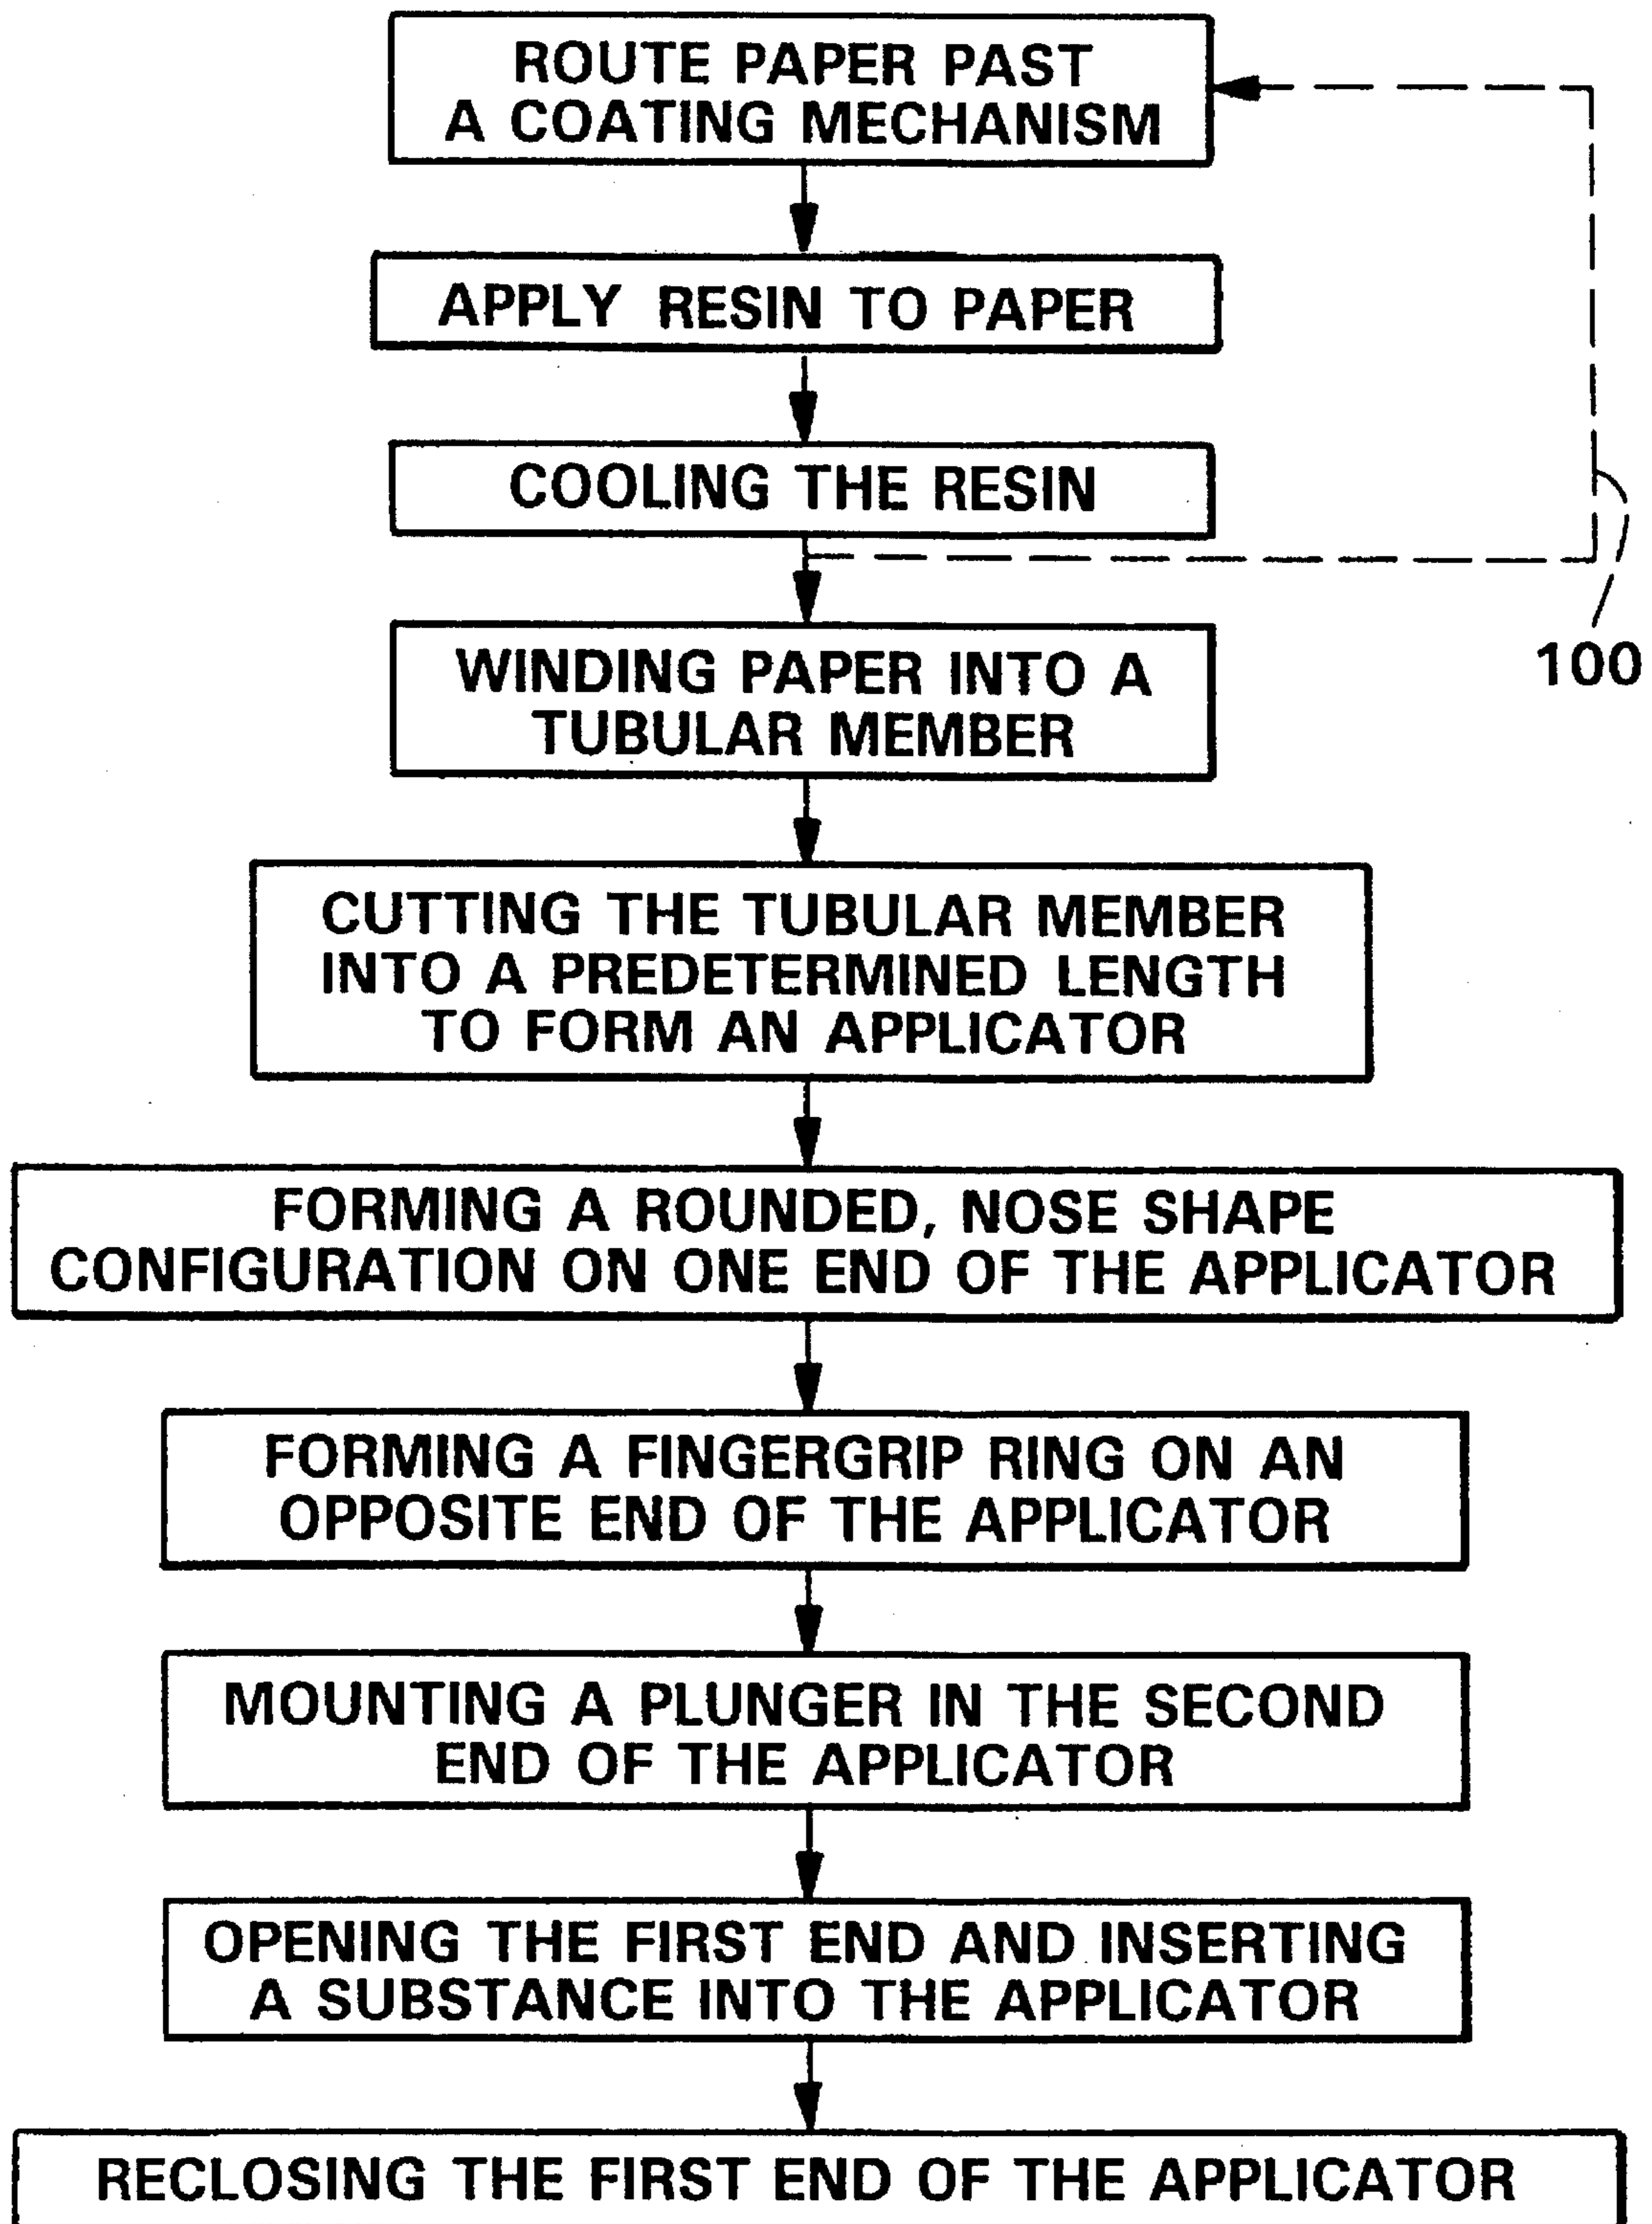 ROUTE PAPER PAST
A COATING MECHANISM
APPLY RESIN TO PAPER
COOLING THE RESIN
WINDING PAPER INTO A
TUBULAR MEMBER
100
CUTTING THE TUBULAR MEMBER
INTO A PREDETERMINED LENGTH
TO FORM AN APPLICATOR
FORMING A ROUNDED, NOSE SHAPE
CONFIGURATION ON ONE END OF THE APPLICATOR
FORMING A FINGERGRIP RING ON AN
OPPOSITE END OF THE APPLICATOR
MOUNTING A PLUNGER IN THE SECOND
END OF THE APPLICATOR
OPENING THE FIRST END AND INSERTING
A SUBSTANCE INTO THE APPLICATOR
RECLOSING THE FIRST END OF THE APPLICATOR